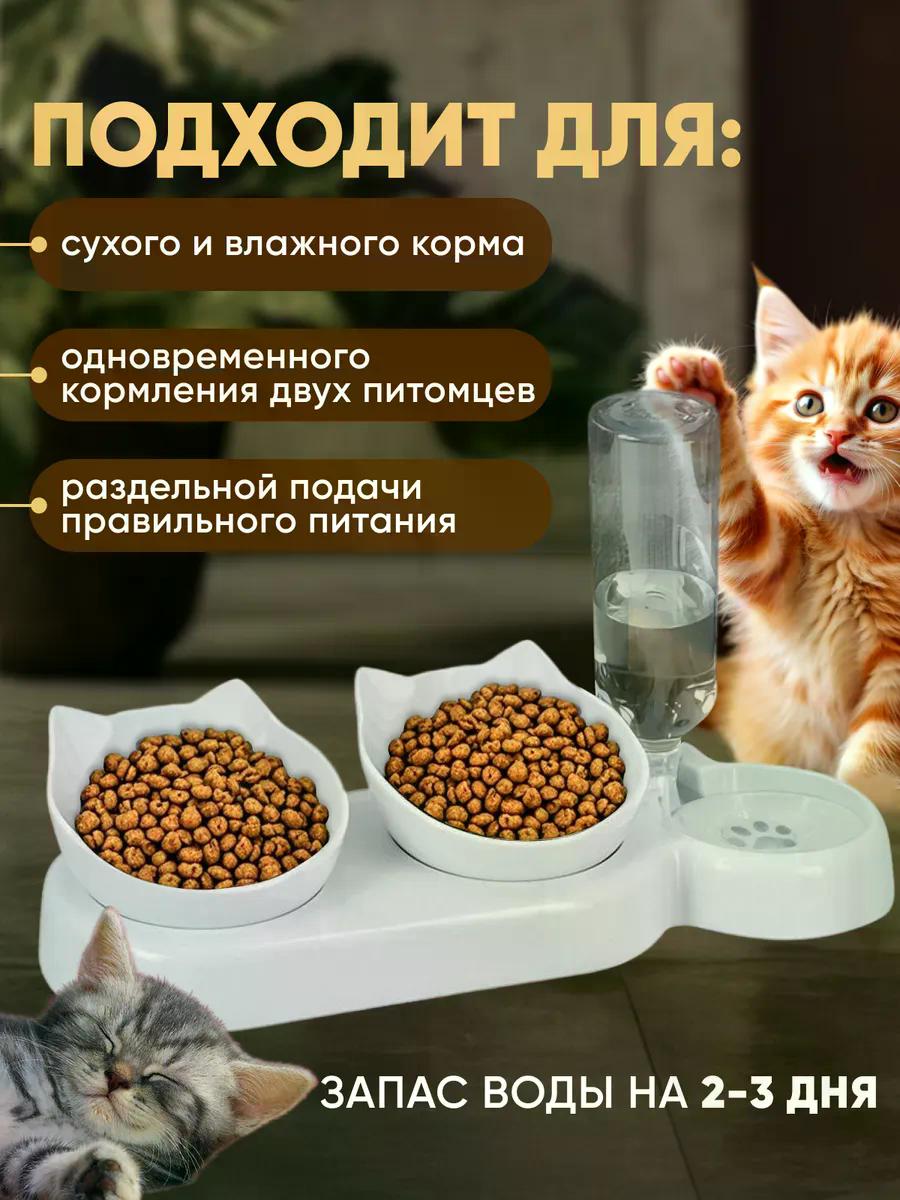 ПОДХОДИТ ДЛЯ:
сухого и влажного корма
одновременного
кормления двух питомцев
раздельной подачи
правильного питания
ЗАПАС ВОДЫ НА 2-3 ДНЯ